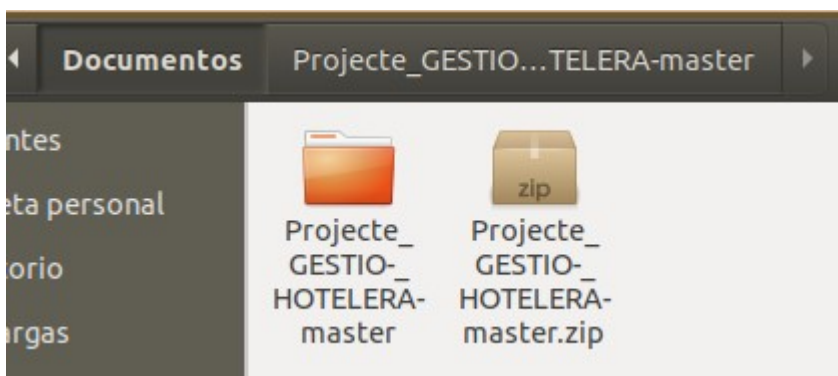 Documentos Projecte_GESTIO...TELERA-master
ntes
eta personal
torio
argas
zip
Projecte_
GESTIO-_
HOTELERA-
master
Projecte_
GESTIO-_
HOTELERA-
master.zip